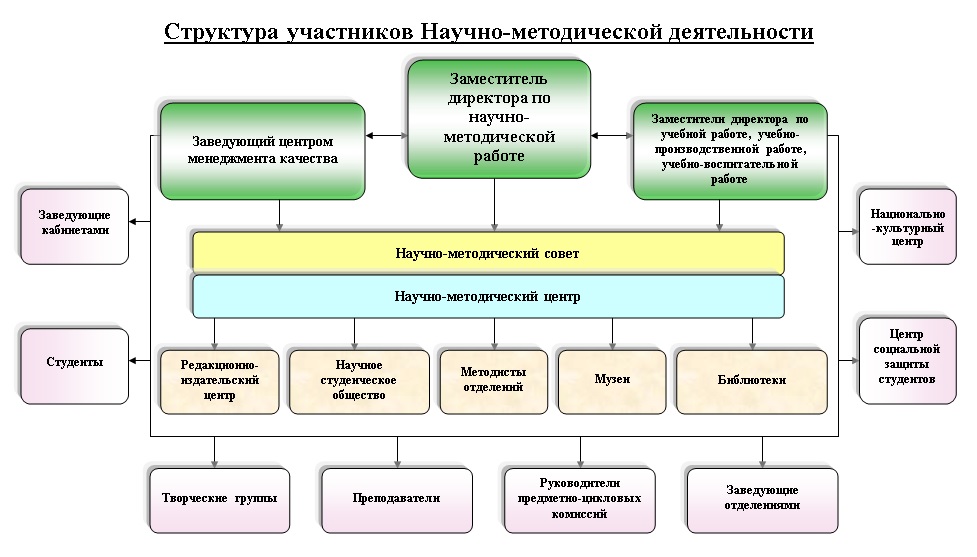 Структура участников Научно-методической деятельности
Заместитель
директора по
научно-
методической
работе
Заведующий центром
менеджмента качества
Заместители директора по
учебной работе, учебно-
производственной работе,
учебно-воспитательной
работе
Заведующие
кабинетами
Национально
-культурный
центр
Научно-методический совет
Научно-методический центр
Студенты
Центр
социальной
защиты
студентов
Редакционно-
издательский
центр
Научное
студенческое
общество
Методисты
отделений
Музеи
Библиотеки
Творческие группы
Преподаватели
Руководители
предметно-цикловых
комиссий
Заведующие
отделениями